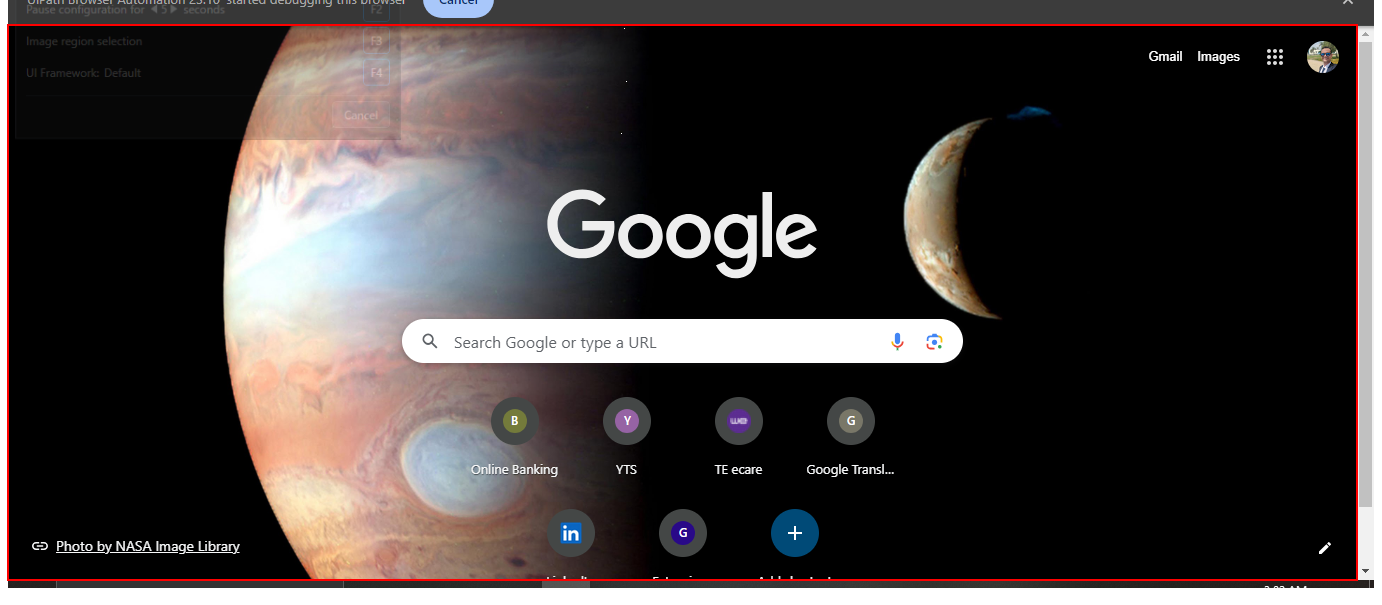 UiPath Browser Automation 23.10" started debugging this browser
Cancel
Pause configuration for 5 seconds
F2
Image region selection
F3
UI Framework: Default
F4
Cancel
Gmail
Images
Google
Search Google or type a URL
B
Y
WE
G
Online Banking
YTS
TE ecare
Google Transl...
in
G
Photo by NASA Image Library